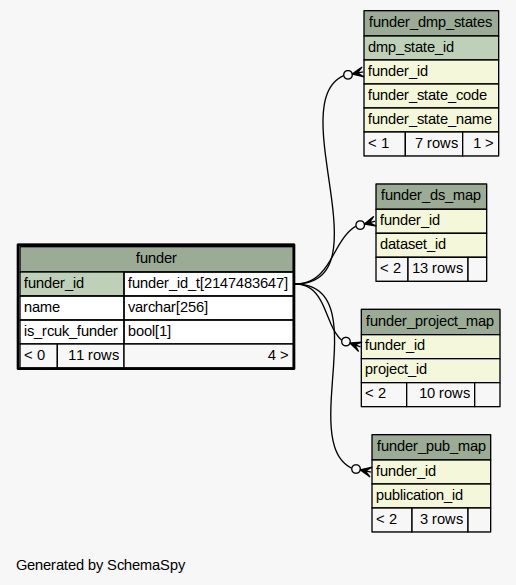 funder_dmp_states
dmp_state_id
funder_id
funder_state_code
funder_state_name
< 1 7 rows 1 >
funder_ds_map
funder_id
dataset_id
< 2 13 rows
funder
funder_id funder_id_t[2147483647]
name varchar[256]
is_rcuk_funder bool[1]
< 0 11 rows 4 >
funder_project_map
funder_id
project_id
< 2 10 rows
funder_pub_map
funder_id
publication_id
< 2 3 rows
Generated by SchemaSpy